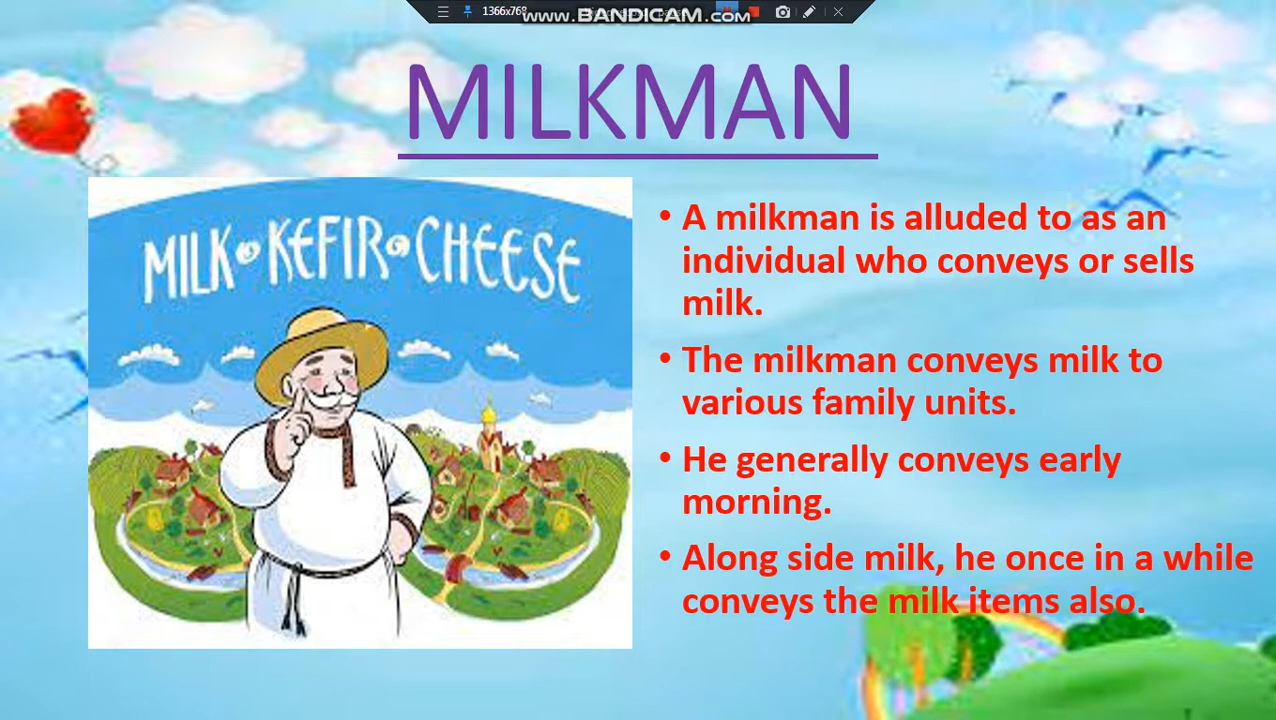 1366x768
www.BANDICAM.com
MILKMAN
MILK•KEFIR•CHEESE
• A milkman is alluded to as an
individual who conveys or sells
milk.
• The milkman conveys milk to
various family units.
• He generally conveys early
morning.
• Along side milk, he once in a while
conveys the milk items also.